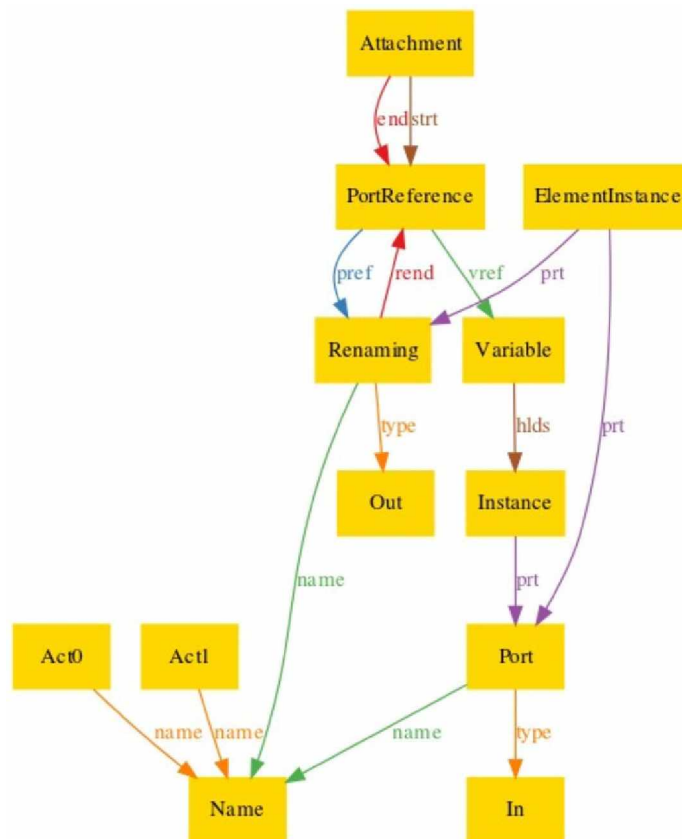 Attachment
end strt
PortReference ElementInstance
pref rend vref prt
Renaming Variable
type hlds prt
Out Instance
name prt
Act0 Act1 Port
name name name type
Name In